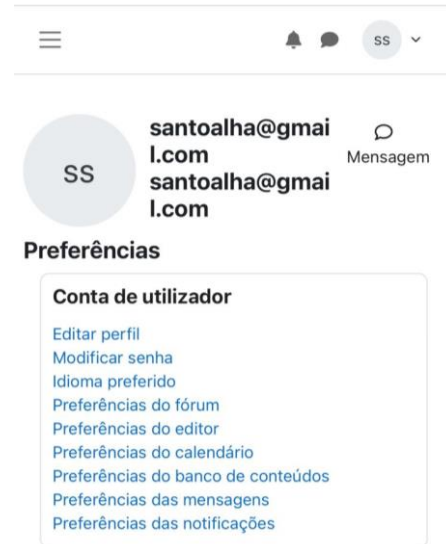 SS
SS
santoalha@gmai
l.com
santoalha@gmai
l.com
Mensagem
Preferências
Conta de utilizador
Editar perfil
Modificar senha
Idioma preferido
Preferências do fórum
Preferências do editor
Preferências do calendário
Preferências do banco de conteúdos
Preferências das mensagens
Preferências das notificações